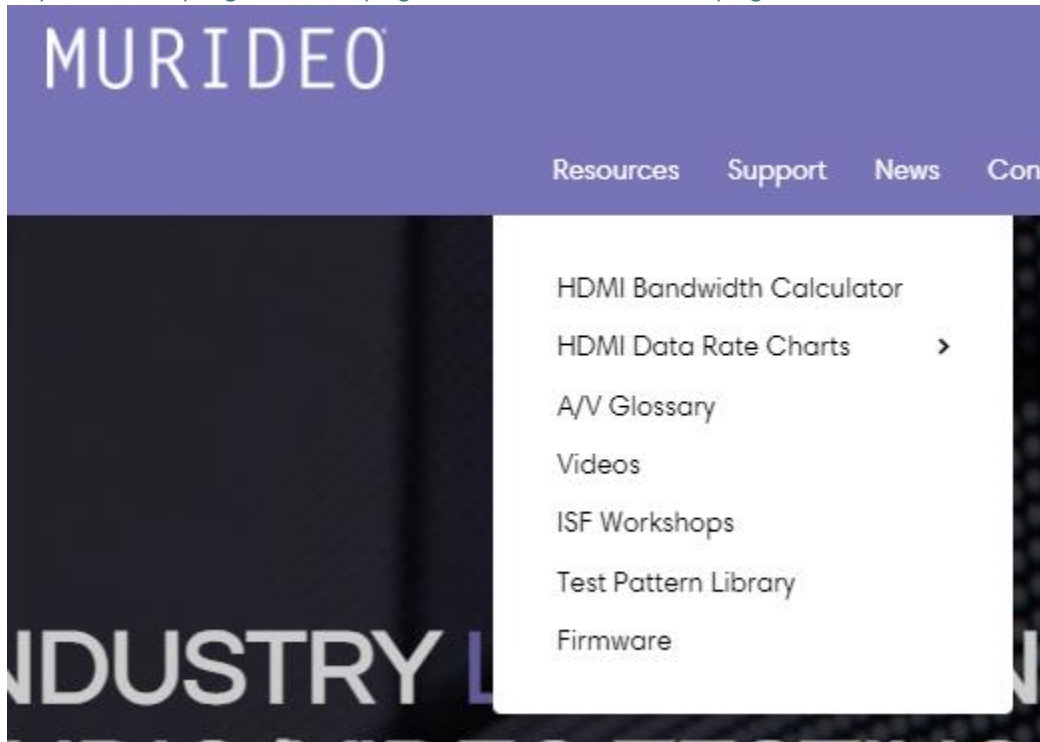 MURIDEO
Resources Support News
HDMI Bandwidth Calculator
HDMI Data Rate Charts >
A/V Glossary
Videos
ISF Workshops
Test Pattern Library
Firmware
NDUSTRY L